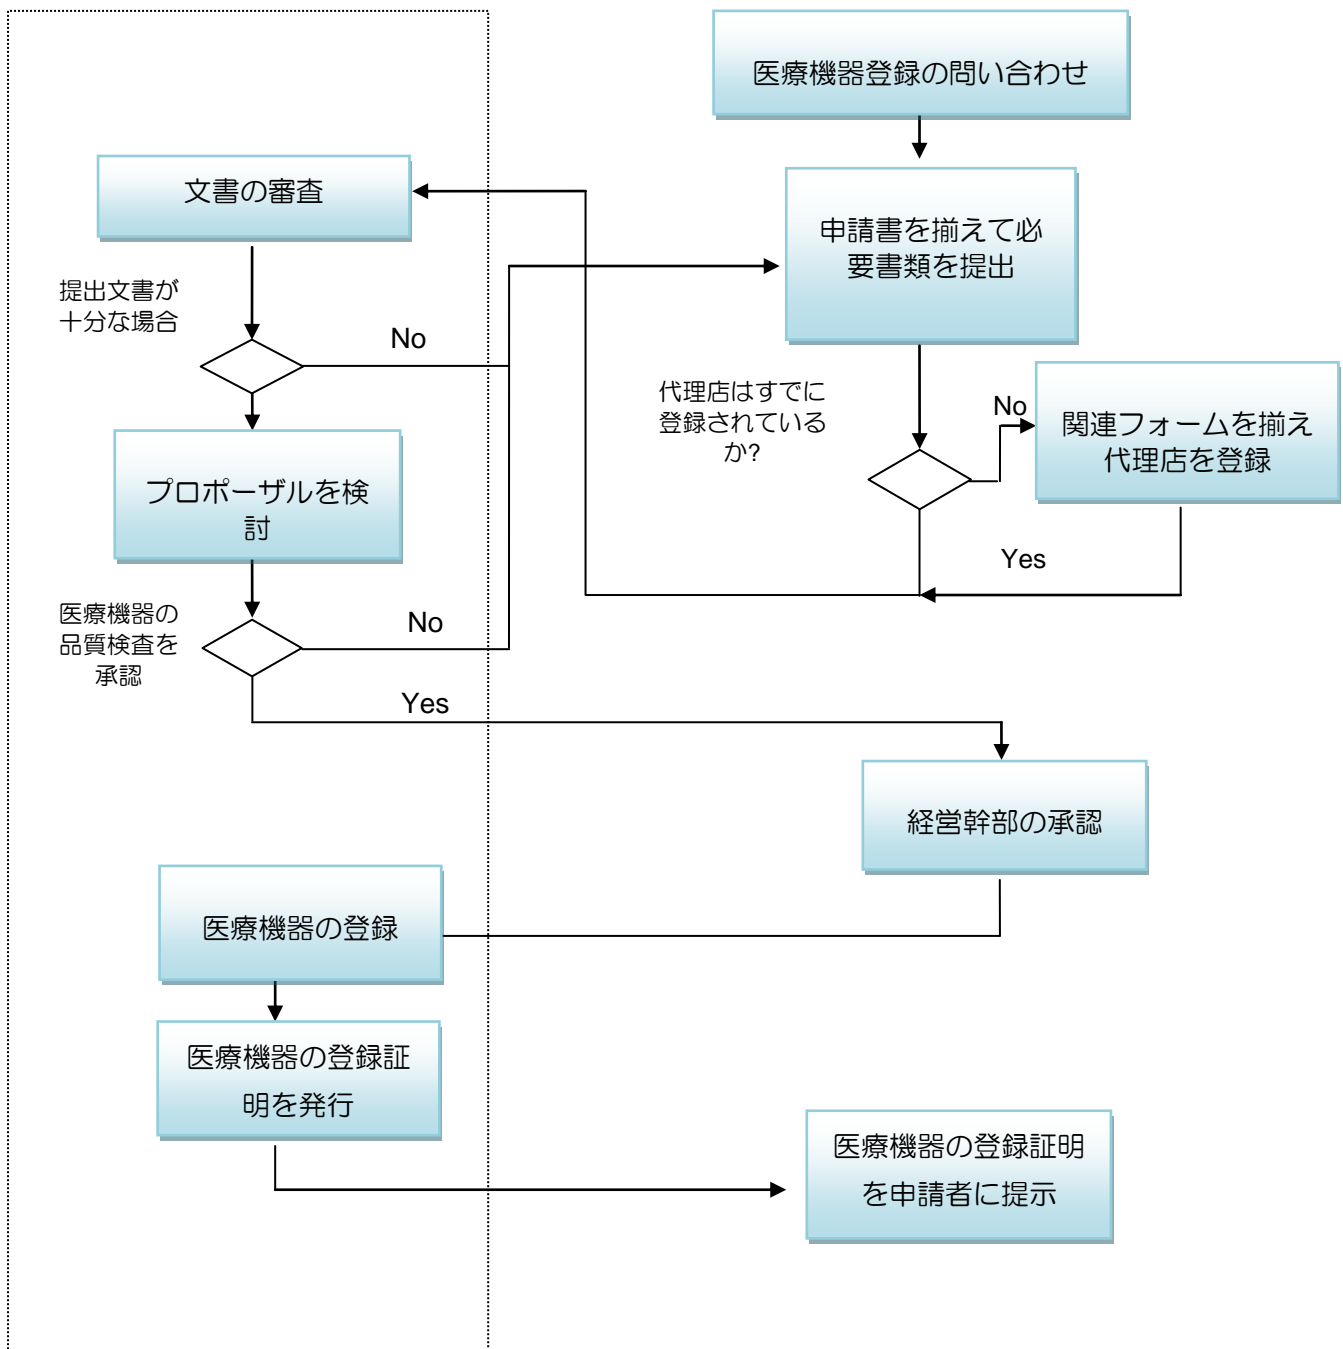 医療機器登録の問い合わせ
文書の審査
申請書を揃えて必
要書類を提出
提出文書が
十分な場合
No
代理店はすでに
登録されている
か?
No
関連フォームを揃え
代理店を登録
プロポーザルを検
討
Yes
医療機器の
品質検査を
承認
No
Yes
経営幹部の承認
医療機器の登録
医療機器の登録証
明を発行
医療機器の登録証明
を申請者に提示